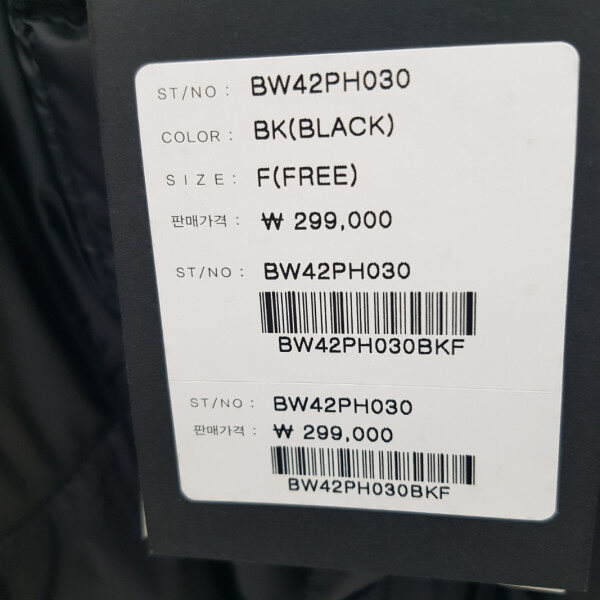 ST/NO : BW42PH030
COLOR : BK(BLACK)
SIZE : F(FREE)
판매가격 : ₩ 299,000
ST/NO : BW42PH030
BW42PH030BKF
ST/NO : BW42PH030
판매가격 : ₩ 299,000
BW42PH030BKF